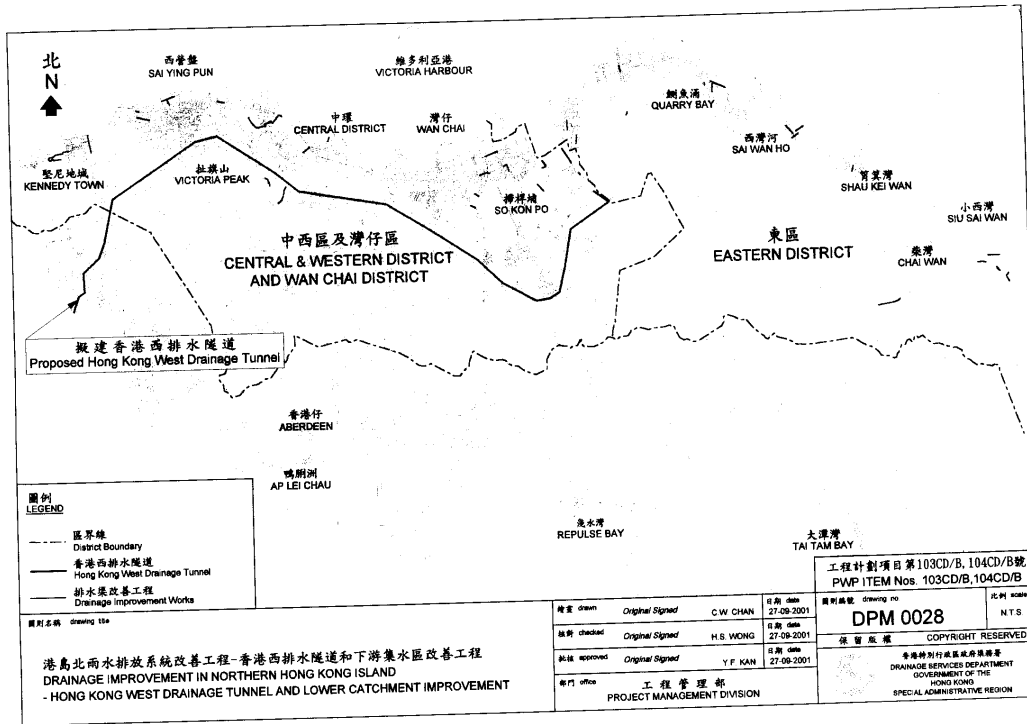 北
N
西營盤
SAI YING PUN
維多利亞港
VICTORIA HARBOUR
中環
CENTRAL DISTRICT
灣仔
WAN CHAI
鰂魚涌
QUARRY BAY
西灣河
SAI WAN HO
筲箕灣
SHAU KEI WAN
小西灣
SIU SAI WAN
柴灣
CHAI WAN
堅尼地城
KENNEDY TOWN
扯旗山
VICTORIA PEAK
掃桿埔
SO KON PO
中西區及灣仔區
CENTRAL & WESTERN DISTRICT
AND WAN CHAI DISTRICT
東區
EASTERN DISTRICT
擬建香港西排水隧道
Proposed Hong Kong West Drainage Tunnel
香港仔
ABERDEEN
鴨脷洲
AP LEI CHAU
淺水灣
REPULSE BAY
大潭灣
TAI TAM BAY
圖例
LEGEND
區界線
District Boundary
香港西排水隧道
Hong Kong West Drainage Tunnel
排水渠改善工程
Drainage Improvement Works
工程計劃項目第103CD/B, 104CD/B號
PWP ITEM Nos. 103CD/B,104CD/B
圖則名稱 drawing title
港島北雨水排放系統改善工程-香港西排水隧道和下游集水區改善工程
DRAINAGE IMPROVEMENT IN NORTHERN HONG KONG ISLAND
- HONG KONG WEST DRAINAGE TUNNEL AND LOWER CATCHMENT IMPROVEMENT
繪畫 drawn Original Signed C.W. CHAN 日期 date 27-09-2001
核對 checked Original Signed H.S. WONG 日期 date 27-09-2001
批核 approved Original Signed Y F KAN 日期 date 27-09-2001
部門 office 工程管理部
PROJECT MANAGEMENT DIVISION
圖則編號 drawing no
DPM 0028
比例 scale
N.T.S.
保留版權 COPYRIGHT RESERVED
香港特別行政區政府渠務署
DRAINAGE SERVICES DEPARTMENT
GOVERNMENT OF THE
HONG KONG
SPECIAL ADMINISTRATIVE REGION